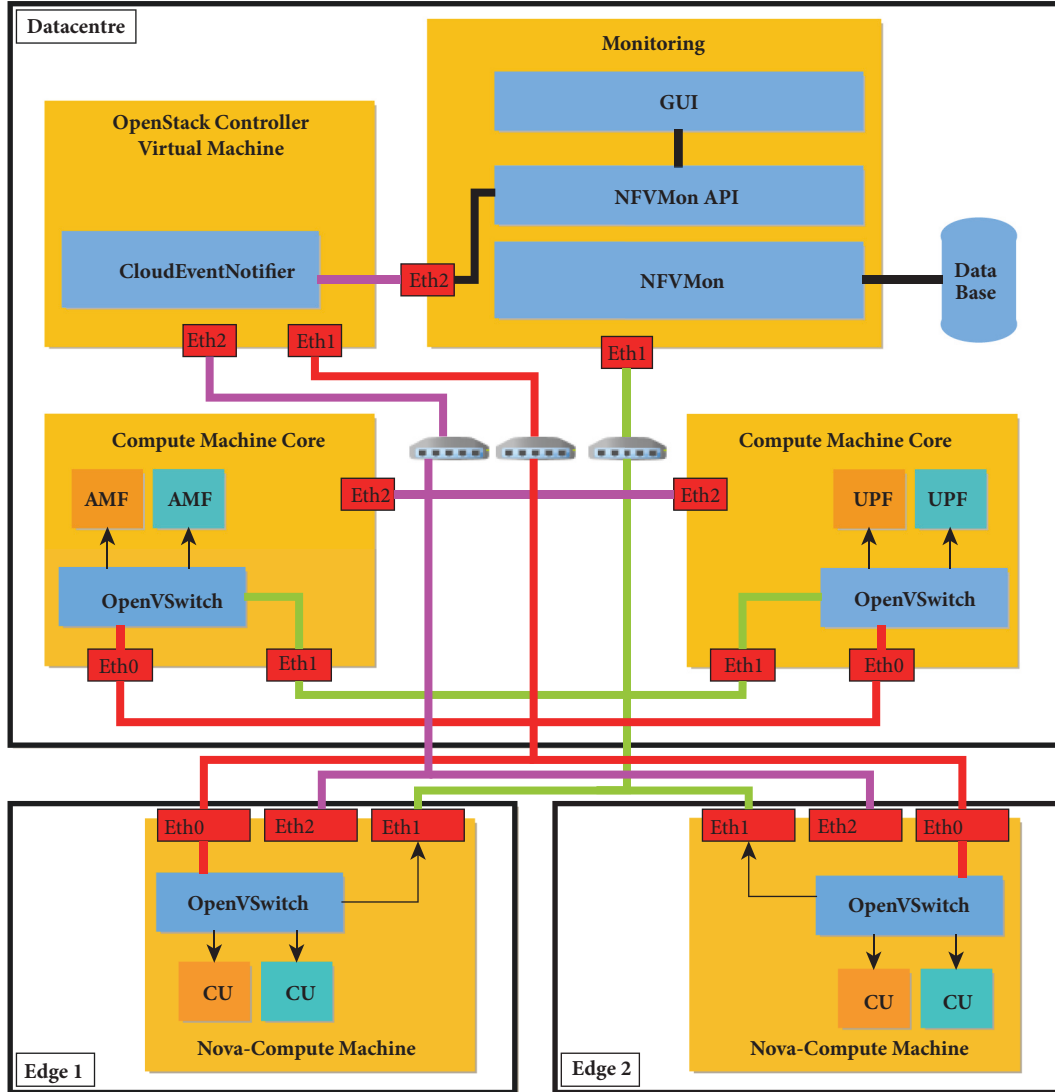 Datacentre
Monitoring
GUI
NFVMon API
NFVMon
Data
Base
OpenStack Controller
Virtual Machine
CloudEventNotifier
Eth2
Eth2
Eth1
Eth1
Compute Machine Core
AMF
AMF
OpenVSwitch
Eth2
Eth0
Eth1
Compute Machine Core
UPF
UPF
OpenVSwitch
Eth2
Eth1
Eth0
Eth0
Eth2
Eth1
OpenVSwitch
CU
CU
Nova-Compute Machine
Edge 1
Eth1
Eth2
Eth0
OpenVSwitch
CU
CU
Nova-Compute Machine
Edge 2